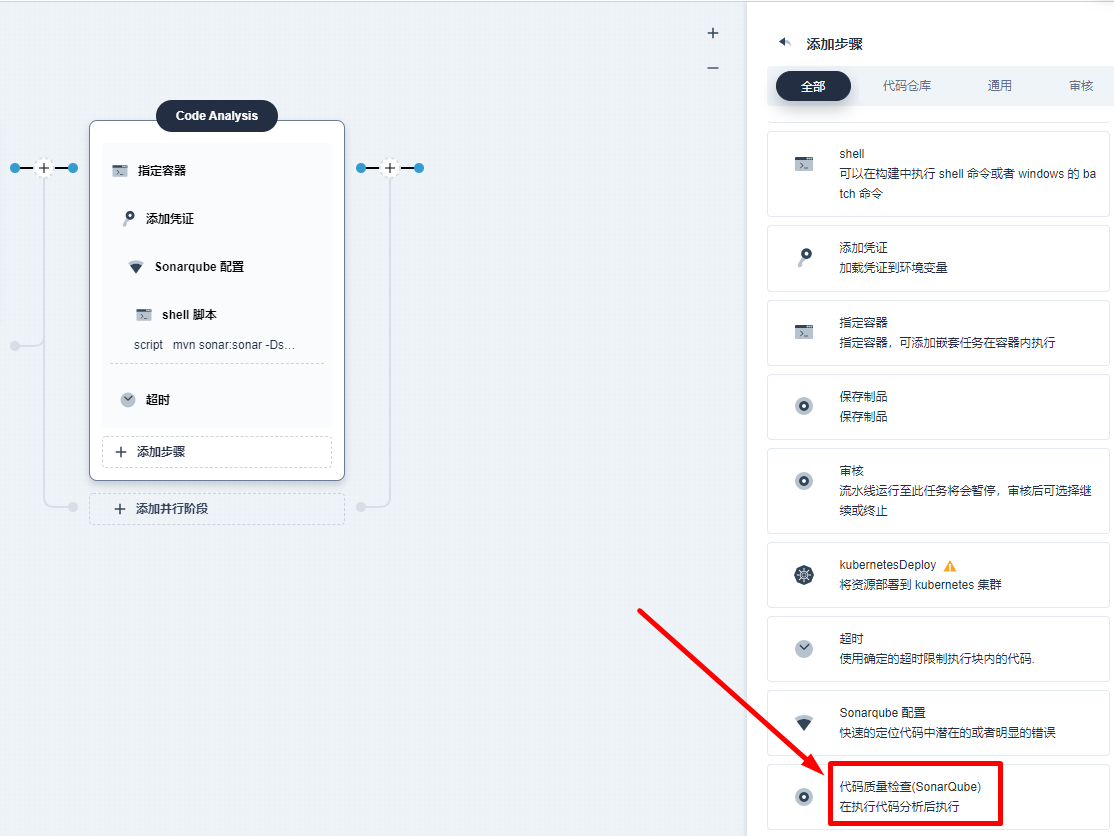 Code Analysis
指定容器
添加凭证
Sonarqube 配置
shell 脚本
script mvn sonar:sonar -Ds...
超时
添加步骤
添加并行阶段
添加步骤
全部 代码仓库 通用 审核
shell
可以在构建中执行 shell 命令或者 windows 的 ba
tch 命令
添加凭证
加载凭证到环境变量
指定容器
指定容器，可添加嵌套任务在容器内执行
保存制品
保存制品
审核
流水线运行至此任务将会暂停，审核后可选择继
续或终止
kubernetesDeploy
将资源部署到 kubernetes 集群
超时
使用确定的超时限制执行块内的代码.
Sonarqube 配置
快速的定位代码中潜在的或者明显的错误
代码质量检查(SonarQube)
在执行代码分析后执行